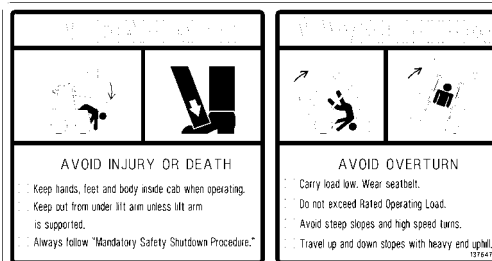 AVOID INJURY OR DEATH
Keep hands, feet and body inside cab when operating.
Keep out from under lift arm unless lift arm
is supported.
Always follow "Mandatory Safety Shutdown Procedure."
AVOID OVERTURN
Carry load low. Wear seatbelt.
Do not exceed Rated Operating Load.
Avoid steep slopes and high speed turns.
Travel up and down slopes with heavy end uphill.
137647